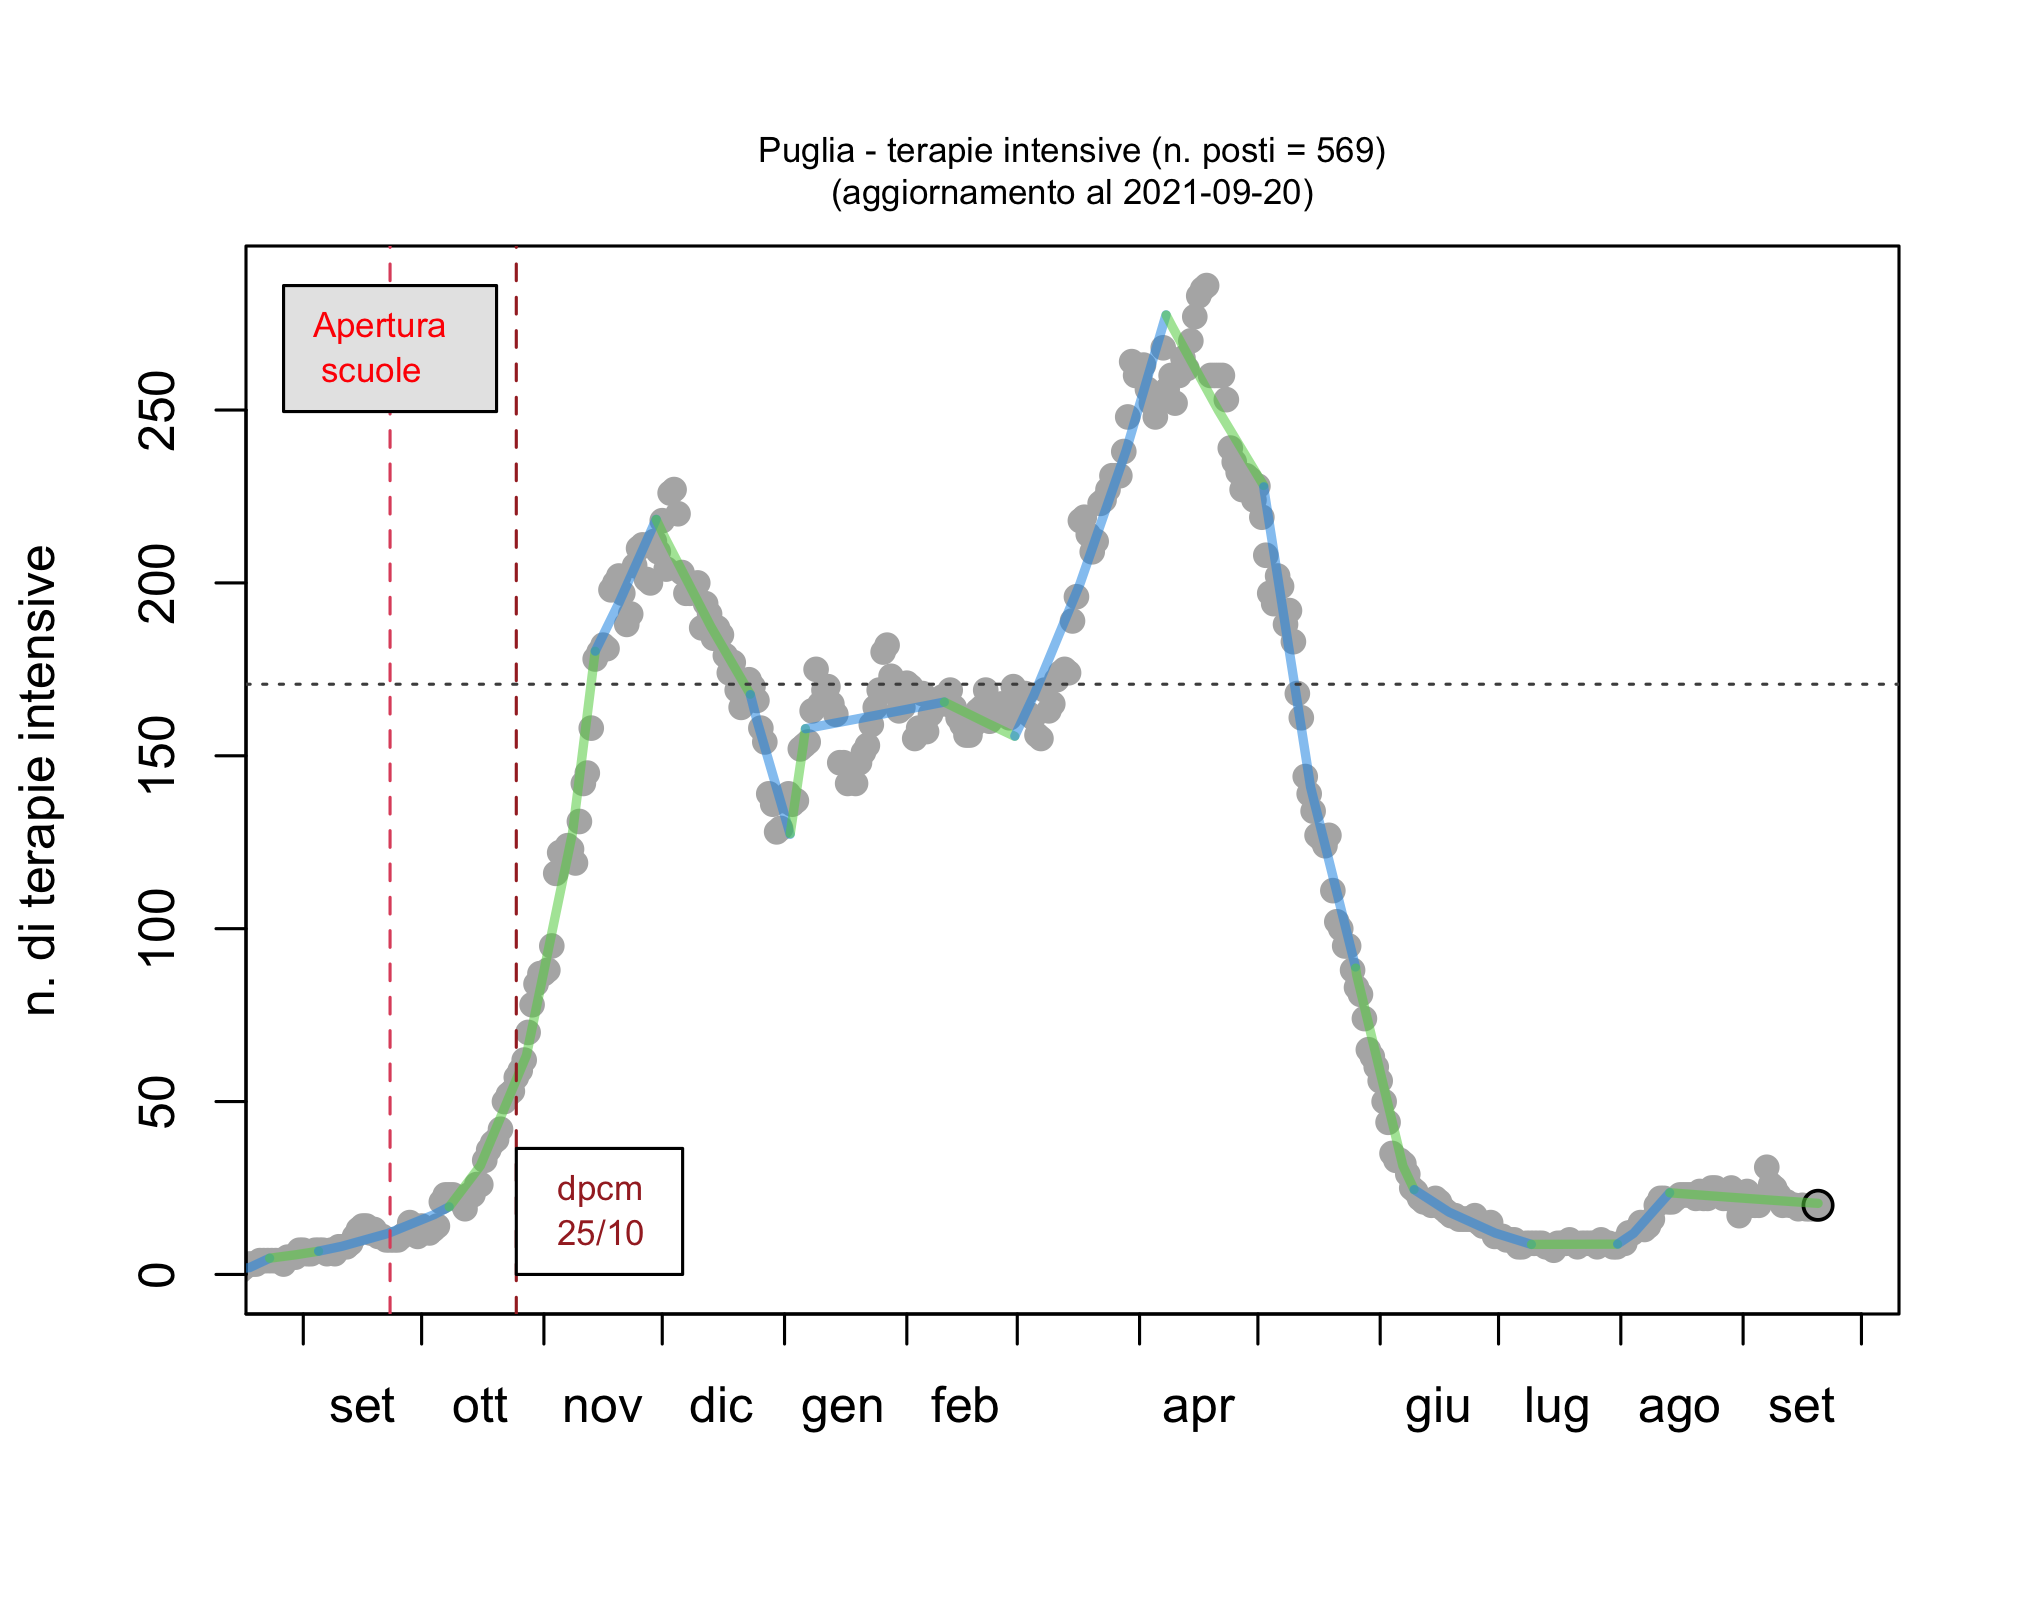 Puglia - terapie intensive (n. posti = 569)
(aggiornamento al 2021-09-20)
Apertura
scuole
n. di terapie intensive
250
200
150
100
50
0
dpcm
25/10
set ott nov dic gen feb apr giu lug ago set